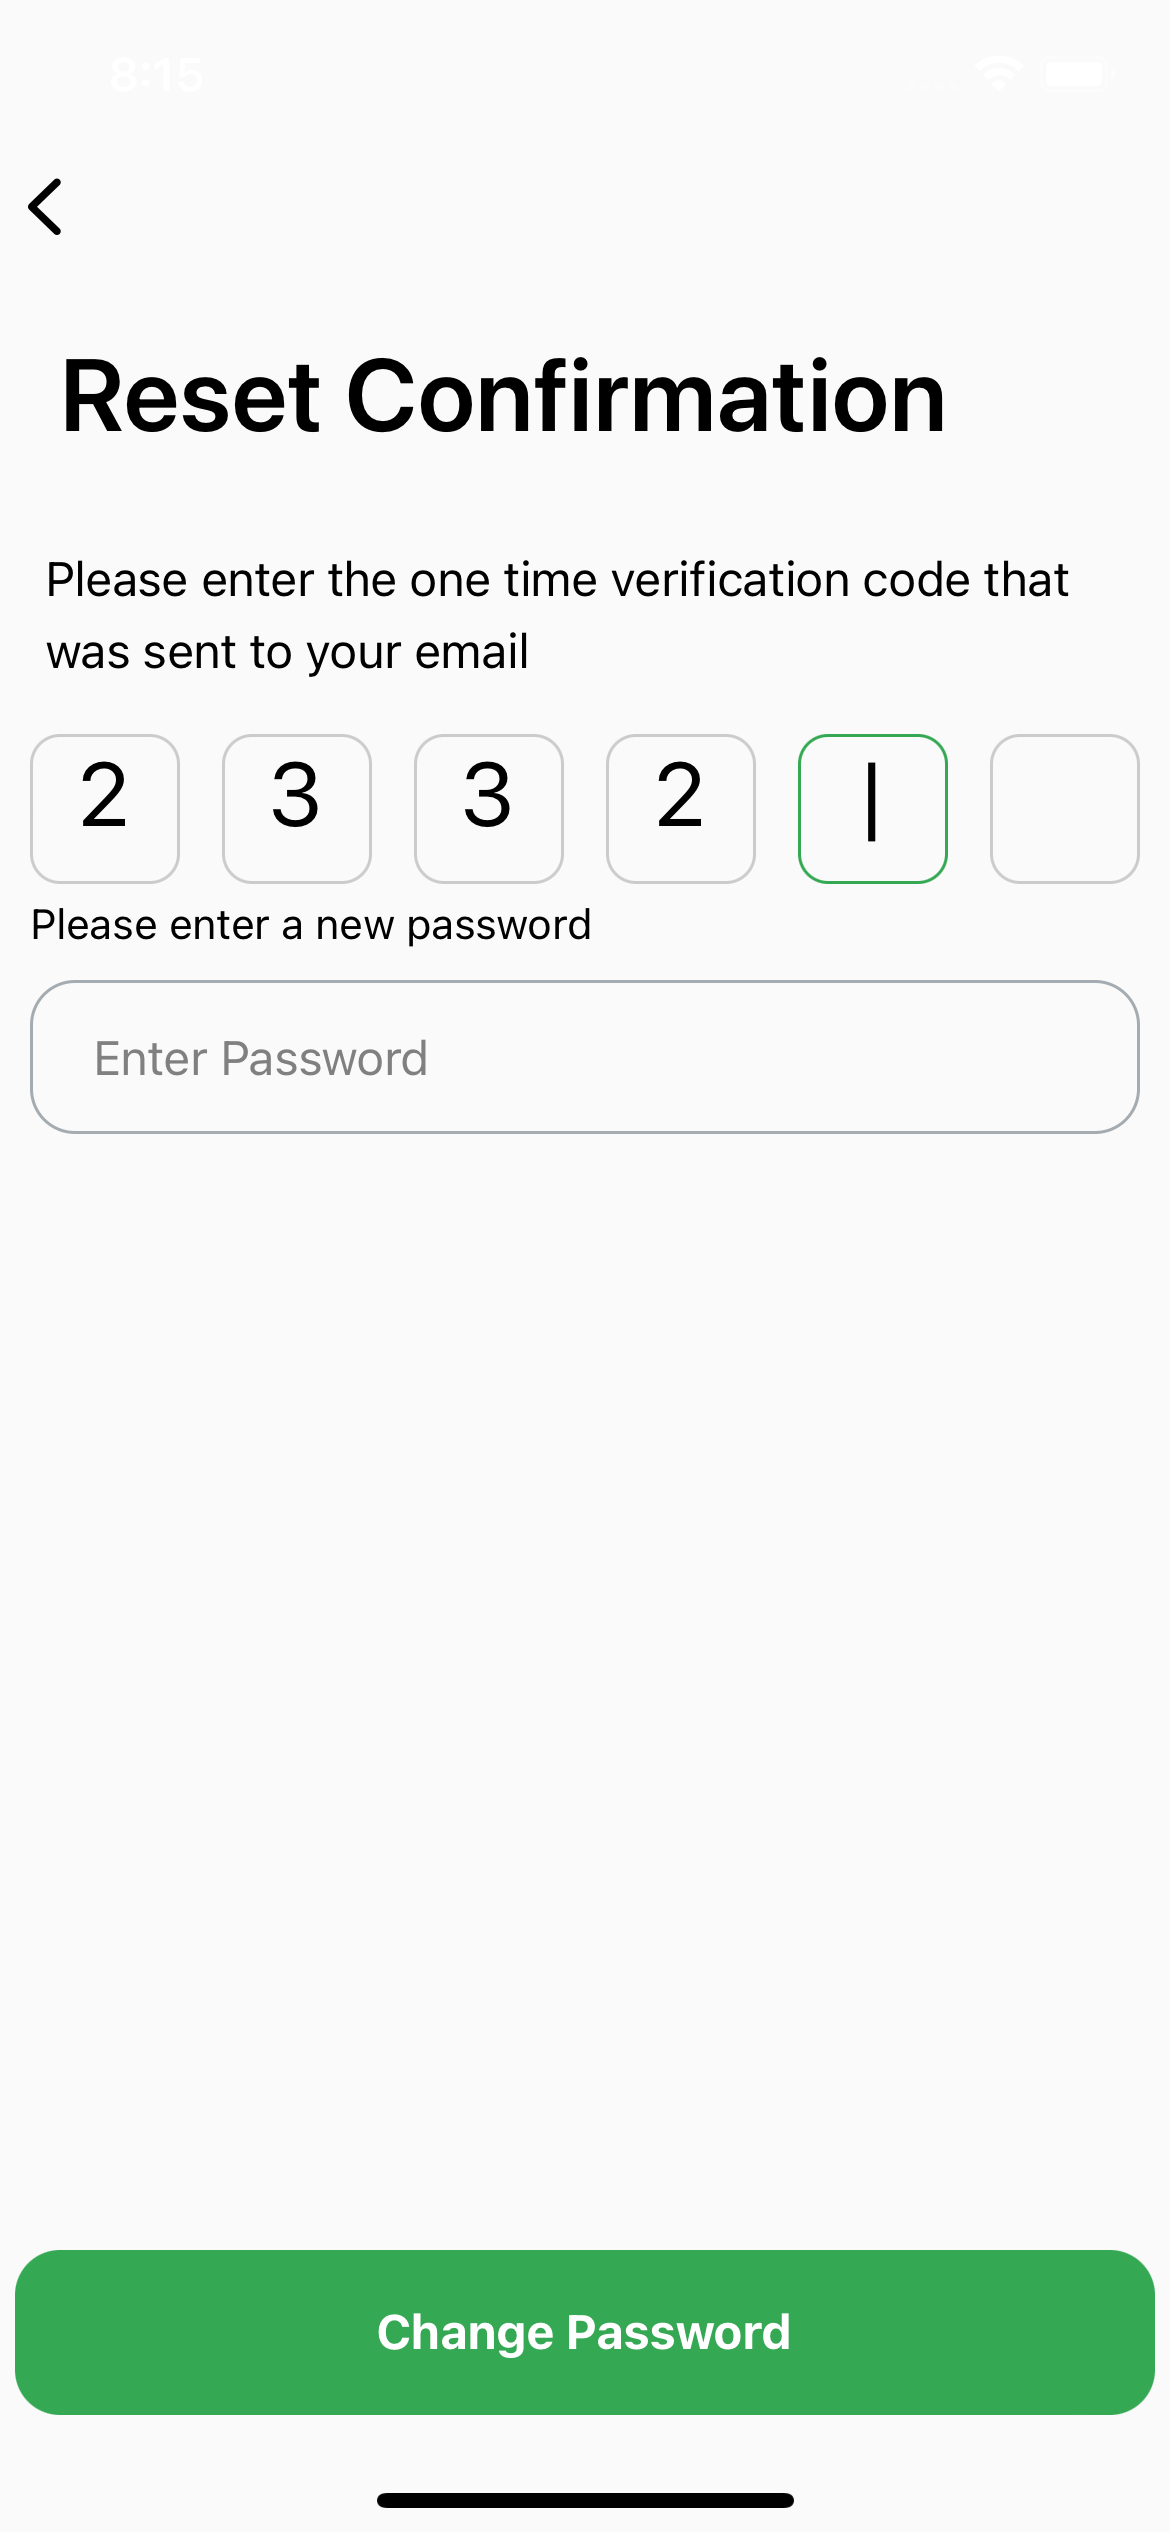 8:15
Reset Confirmation
Please enter the one time verification code that
was sent to your email
2 3 3 2
Please enter a new password
Enter Password
Change Password